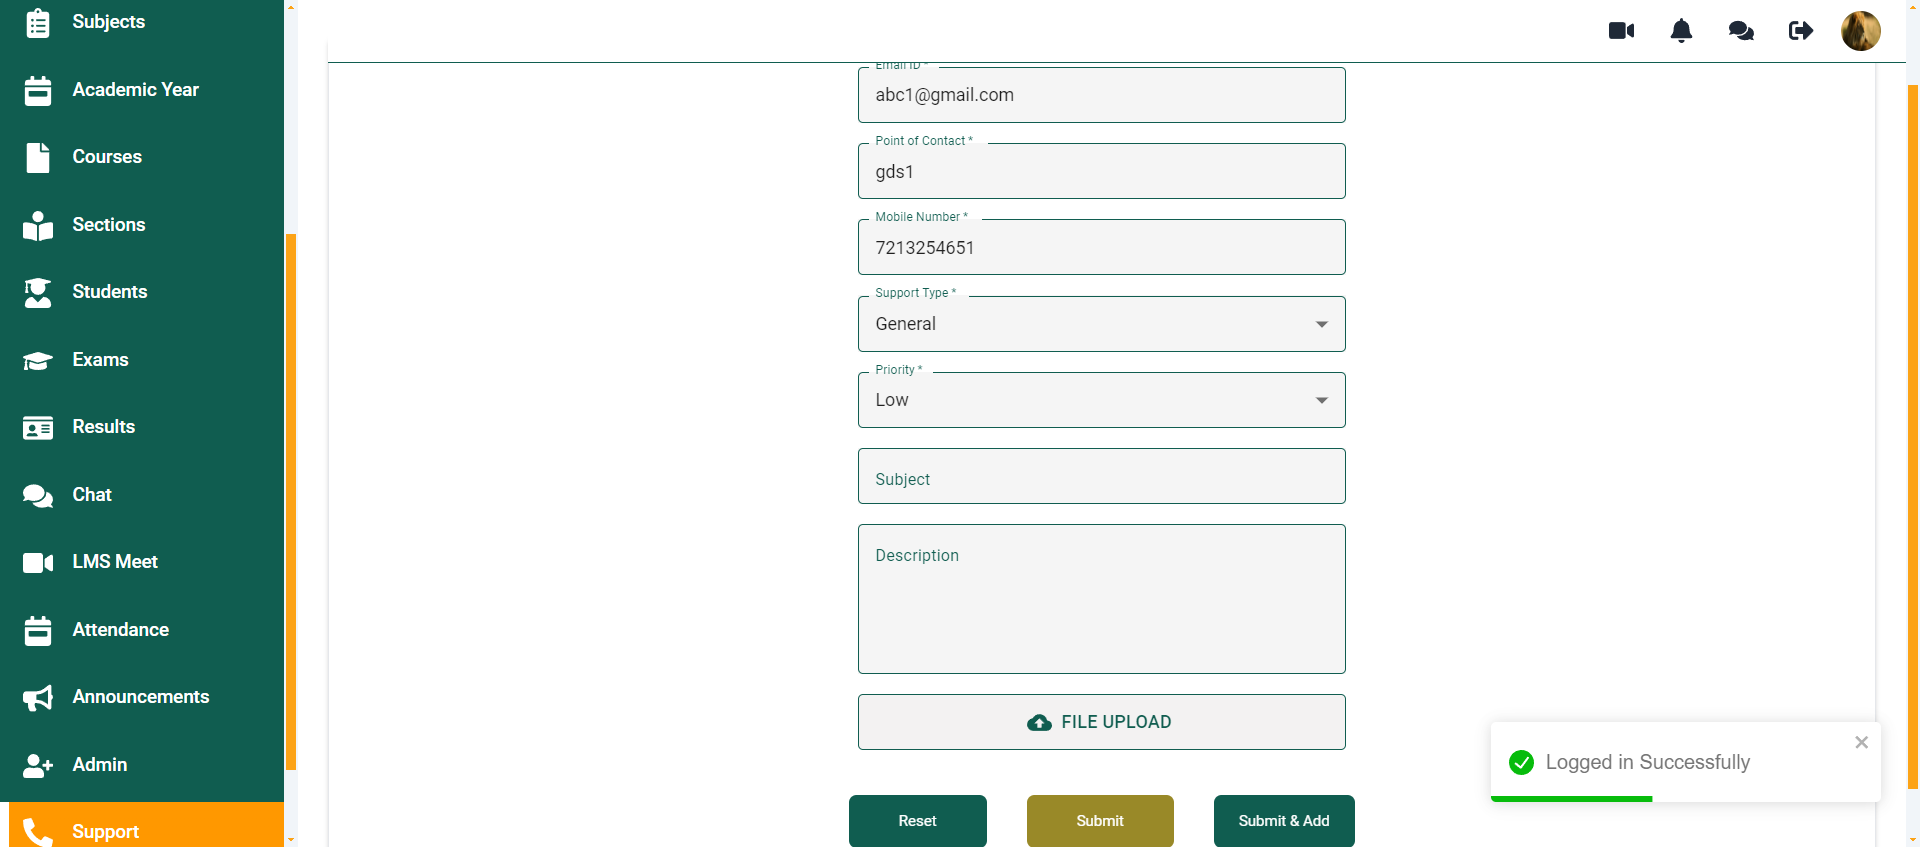 Subjects
Academic Year
Courses
Sections
Students
Exams
Results
Chat
LMS Meet
Attendance
Announcements
Admin
Support
Email ID *
abc1@gmail.com
Point of Contact *
gds1
Mobile Number *
7213254651
Support Type *
General
Priority *
Low
Subject
Description
FILE UPLOAD
Reset
Submit
Submit & Add
Logged in Successfully